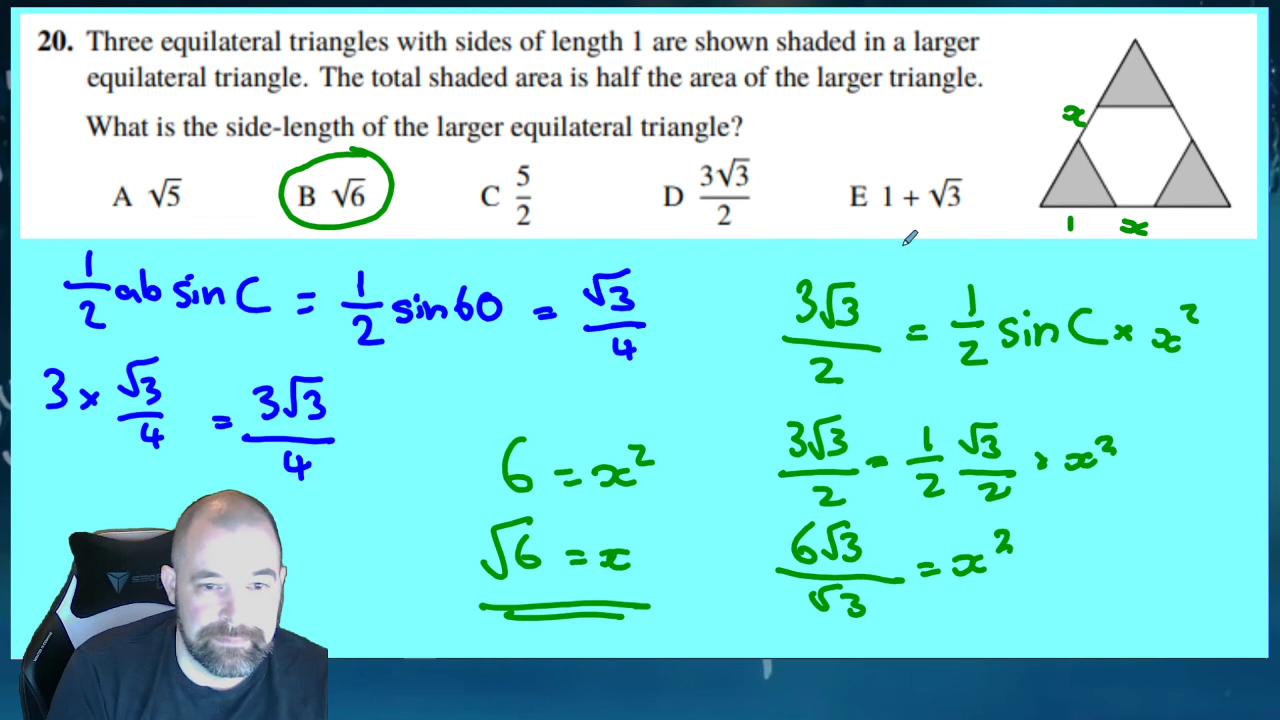 20. Three equilateral triangles with sides of length 1 are shown shaded in a larger
equilateral triangle. The total shaded area is half the area of the larger triangle.
What is the side-length of the larger equilateral triangle?
A √5 B √6 C 5/2 D 3√3/2 E 1 + √3
x
1 x
1/2 ab sin C = 1/2 sin 60 = √3/4
3 × √3/4 = 3√3/4
3√3/2 = 1/2 sin C × x²
3√3/2 = 1/2 √3/2 × x²
6√3/√3 = x²
6 = x²
√6 = x